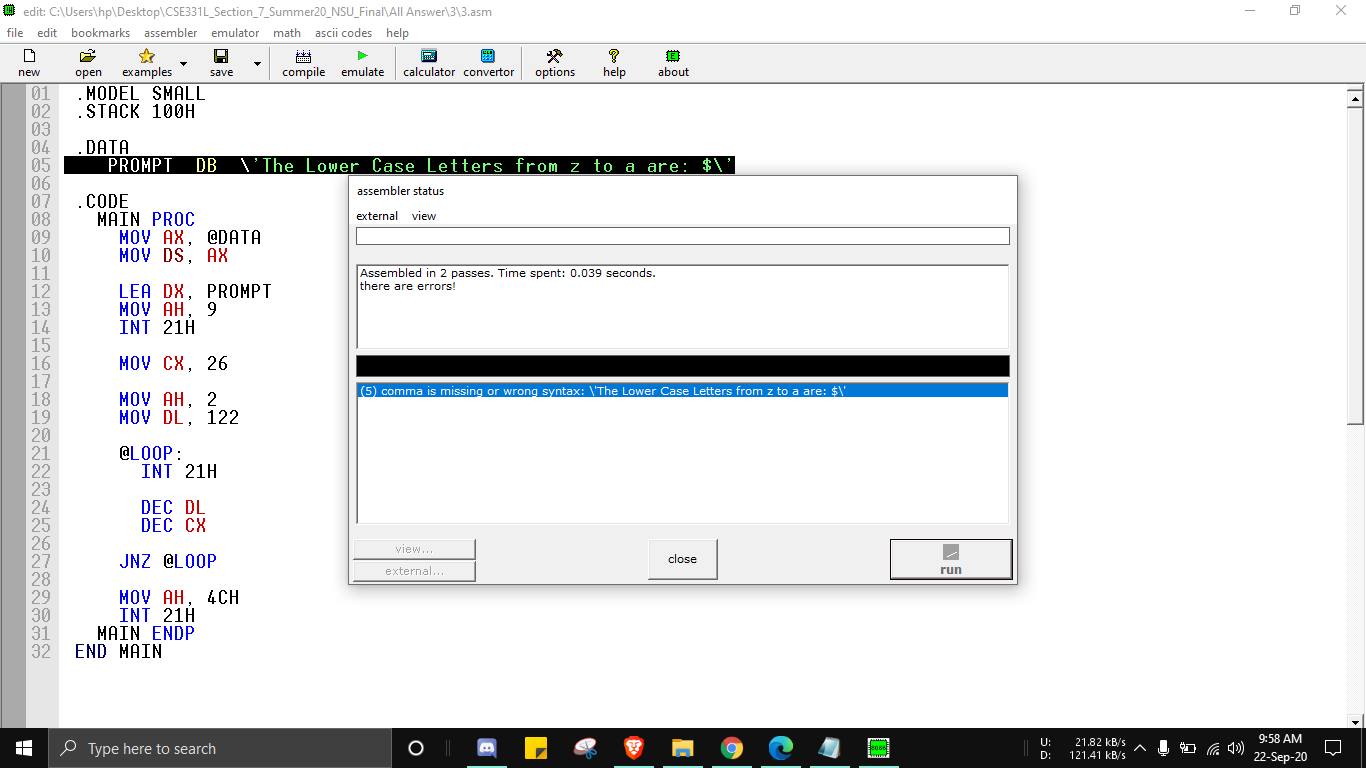 edit: C:\Users\hp\Desktop\CSE331L_Section_7_Summer20_NSU_Final\All Answer\3\3.asm
file edit bookmarks assembler emulator math ascii codes help
new open examples save compile emulate calculator convertor options help about
01 .MODEL SMALL
02 .STACK 100H
03
04 .DATA
05 PROMPT DB \'The Lower Case Letters from z to a are: $\'
06
07 .CODE
08 MAIN PROC
09 MOV AX, @DATA
10 MOV DS, AX
11
12 LEA DX, PROMPT
13 MOV AH, 9
14 INT 21H
15
16 MOV CX, 26
17
18 MOV AH, 2
19 MOV DL, 122
20
21 @LOOP:
22 INT 21H
23
24 DEC DL
25 DEC CX
26
27 JNZ @LOOP
28
29 MOV AH, 4CH
30 INT 21H
31 MAIN ENDP
32 END MAIN
assembler status
external view
Assembled in 2 passes. Time spent: 0.039 seconds.
there are errors!
(5) comma is missing or wrong syntax: \'The Lower Case Letters from z to a are: $\'
view...
external...
close
run
Type here to search
U: 21.82 kB/s
D: 121.41 kB/s
9:58 AM
22-Sep-20